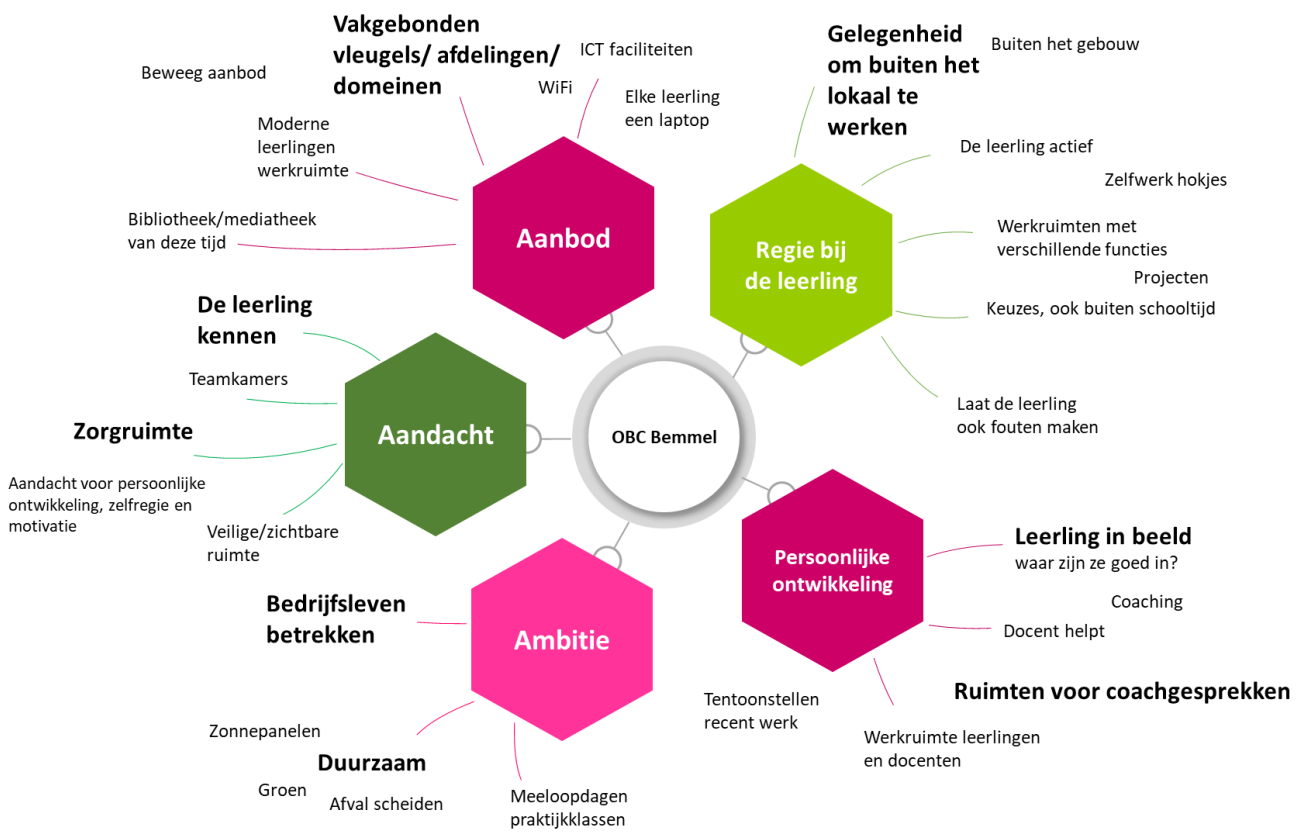 Vakgebonden
vleugels/ afdelingen/
domeinen
ICT faciliteiten
Beweeg aanbod
WiFi
Elke leerling
een laptop
Moderne
leerlingen
werkruimte
Bibliotheek/mediatheek
van deze tijd
Aanbod
Gelegenheid
om buiten het
lokaal te
werken
Buiten het gebouw
De leerling actief
Zelfwerk hokjes
Werkruimten met
verschillende functies
Projecten
Keuzes, ook buiten schooltijd
Laat de leerling
ook fouten maken
Regie bij
de leerling
De leerling
kennen
Teamkamers
Zorgruimte
Aandacht voor persoonlijke
ontwikkeling, zelfregie en
motivatie
Veilige/zichtbare
ruimte
Aandacht
OBC Bemmel
Persoonlijke
ontwikkeling
Leerling in beeld
waar zijn ze goed in?
Coaching
Docent helpt
Ruimten voor coachgesprekken
Tentoonstellen
recent werk
Werkruimte leerlingen
en docenten
Bedrijfsleven
betrekken
Ambitie
Zonnepanelen
Duurzaam
Groen
Afval scheiden
Meeloopdagen
praktijkklassen